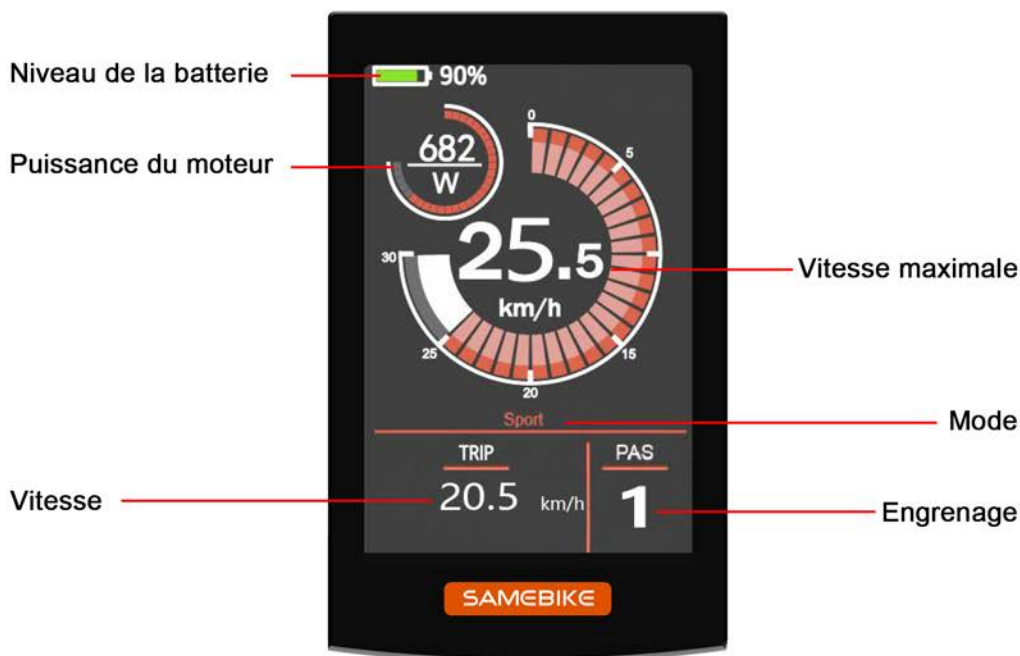 Niveau de la batterie
90%
Puissance du moteur
682
W
0
5
25.5
km/h
30
Vitesse maximale
25
15
20
Sport
Mode
TRIP
PAS
Vitesse
20.5 km/h
1
Engrenage
SAMEBIKE